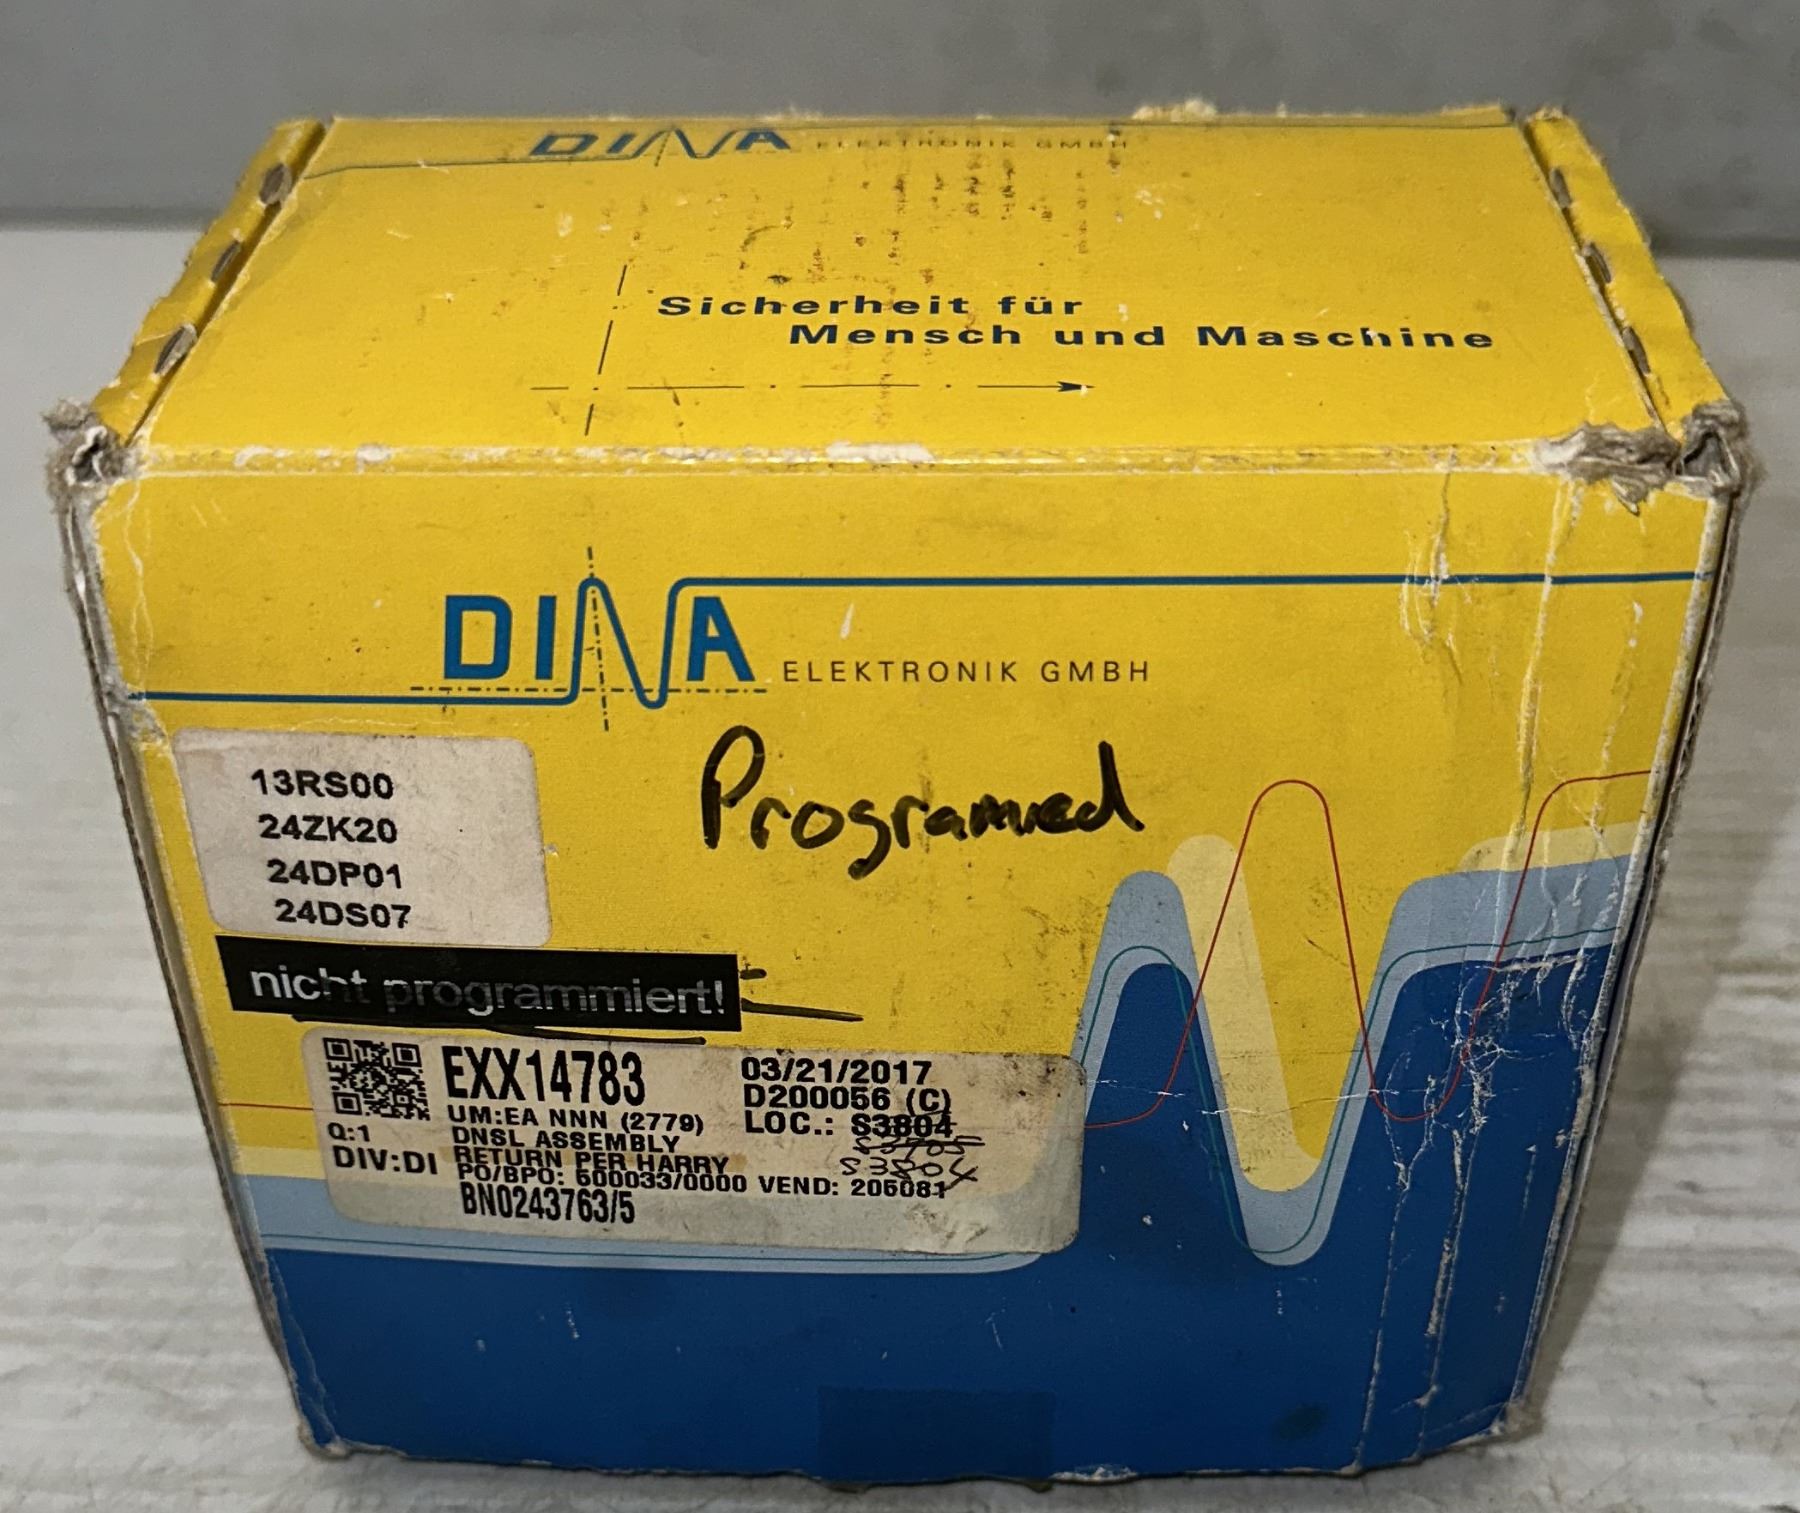 DINA ELEKTRONIK GMBH
Sicherheit für
Mensch und Maschine
DINA ELEKTRONIK GMBH
Programmed
13RS00
24ZK20
24DP01
24DS07
nicht programmiert!
EXX14783
03/21/2017
UM:EA NNN (2779)
D200056 (C)
Q:1
DNSL ASSEMBLY
LOC.: S3804
DIV:DI
RETURN PER HARRY
PO/BPO: 600033/0000 VEND: 206081
BN0243763/5